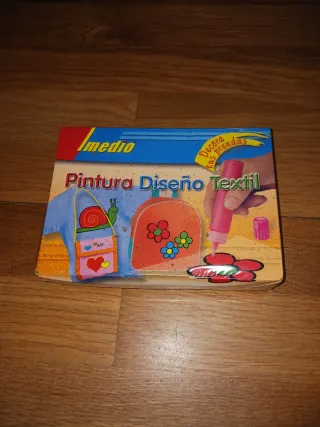 Imedio
Decora
tus prendas
Pintura Diseño Textil